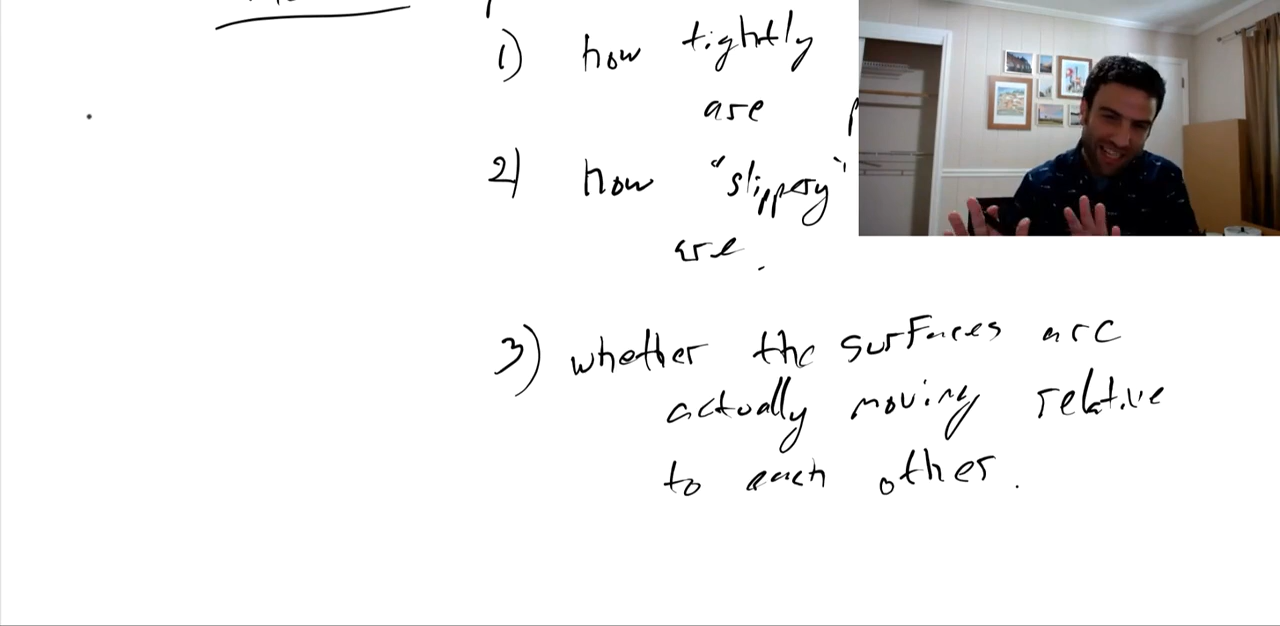 1) how tightly
are
2) how "slippery"
are.
3) whether the surfaces are
actually moving relative
to each other.